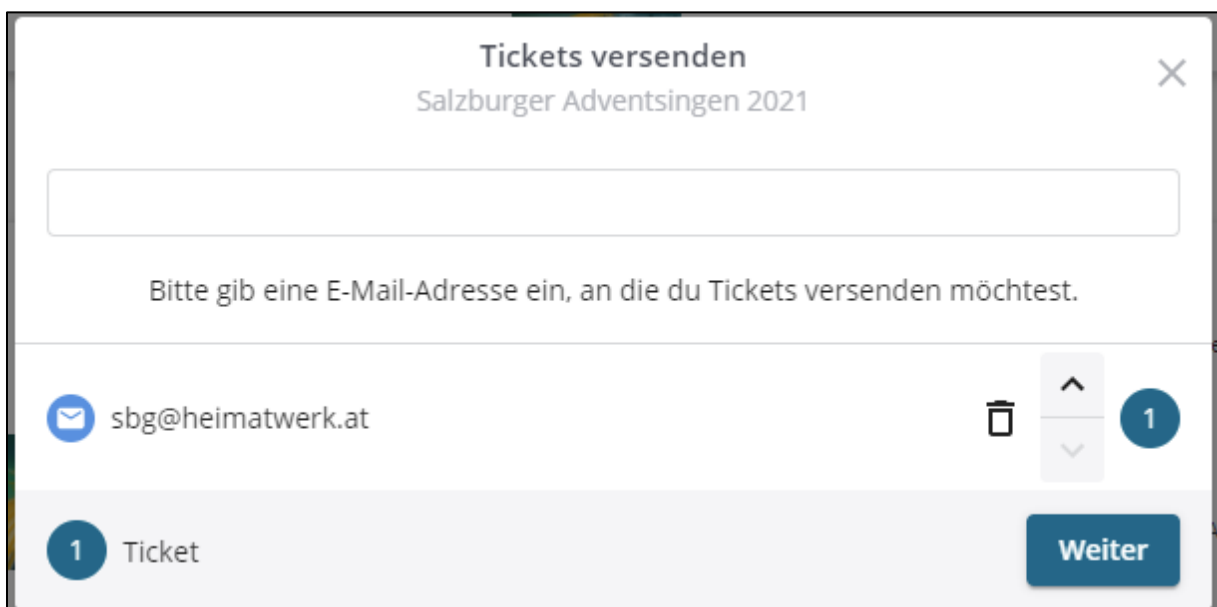 Tickets versenden
Salzburger Adventsingen 2021
Bitte gib eine E-Mail-Adresse ein, an die du Tickets versenden möchtest.
sbg@heimatwerk.at
1
1 Ticket
Weiter